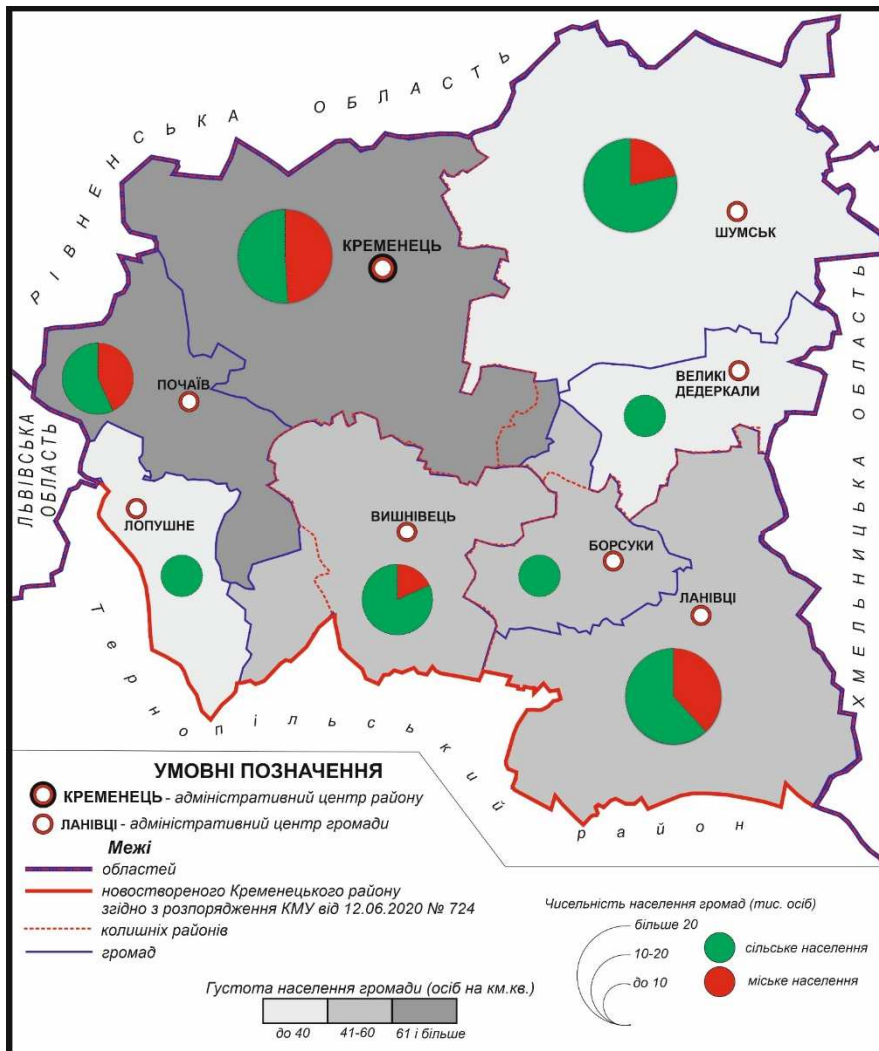 РІВНЕНСЬКА ОБЛАСТЬ
КРЕМЕНЕЦЬ
ШУМСЬК
ПОЧАЇВ
ВЕЛИКІ
ДЕДЕРКАЛИ
ЛЬВІВСЬКА
ОБЛАСТЬ
ХМЕЛЬНИЦЬКА ОБЛАСТЬ
ЛОПУШНЕ
ВИШНІВЕЦЬ
БОРСУКИ
ЛАНІВЦІ
Тернопільський район
УМОВНІ ПОЗНАЧЕННЯ
КРЕМЕНЕЦЬ - адміністративний центр району
ЛАНІВЦІ - адміністративний центр громади
Межі
областей
новоствореного Кременецького району
згідно з розпорядження КМУ від 12.06.2020 № 724
колишніх районів
громад
Чисельність населення громад (тис. осіб)
більше 20
10-20
до 10
сільське населення
міське населення
Густота населення громади (осіб на км.кв.)
до 40
41-60
61 і більше